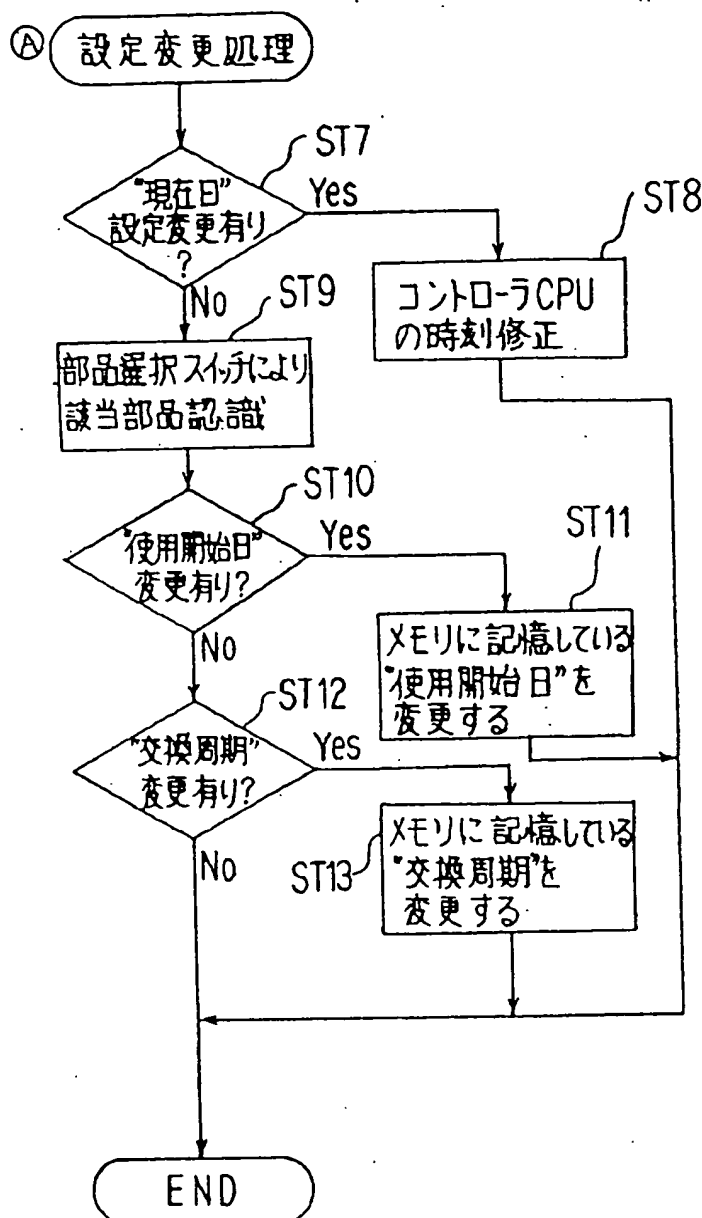 Ⓐ 設定変更処理
ST7
"現在日"
設定変更有り
?
Yes
ST8
コントローラCPU
の時刻修正
No
ST9
部品選択スイッチにより
該当部品認識
ST10
"使用開始日"
変更有り?
Yes
ST11
メモリに記憶している
"使用開始日"を
変更する
No
ST12
"交換周期"
変更有り?
Yes
ST13
メモリに記憶している
"交換周期"を
変更する
No
END